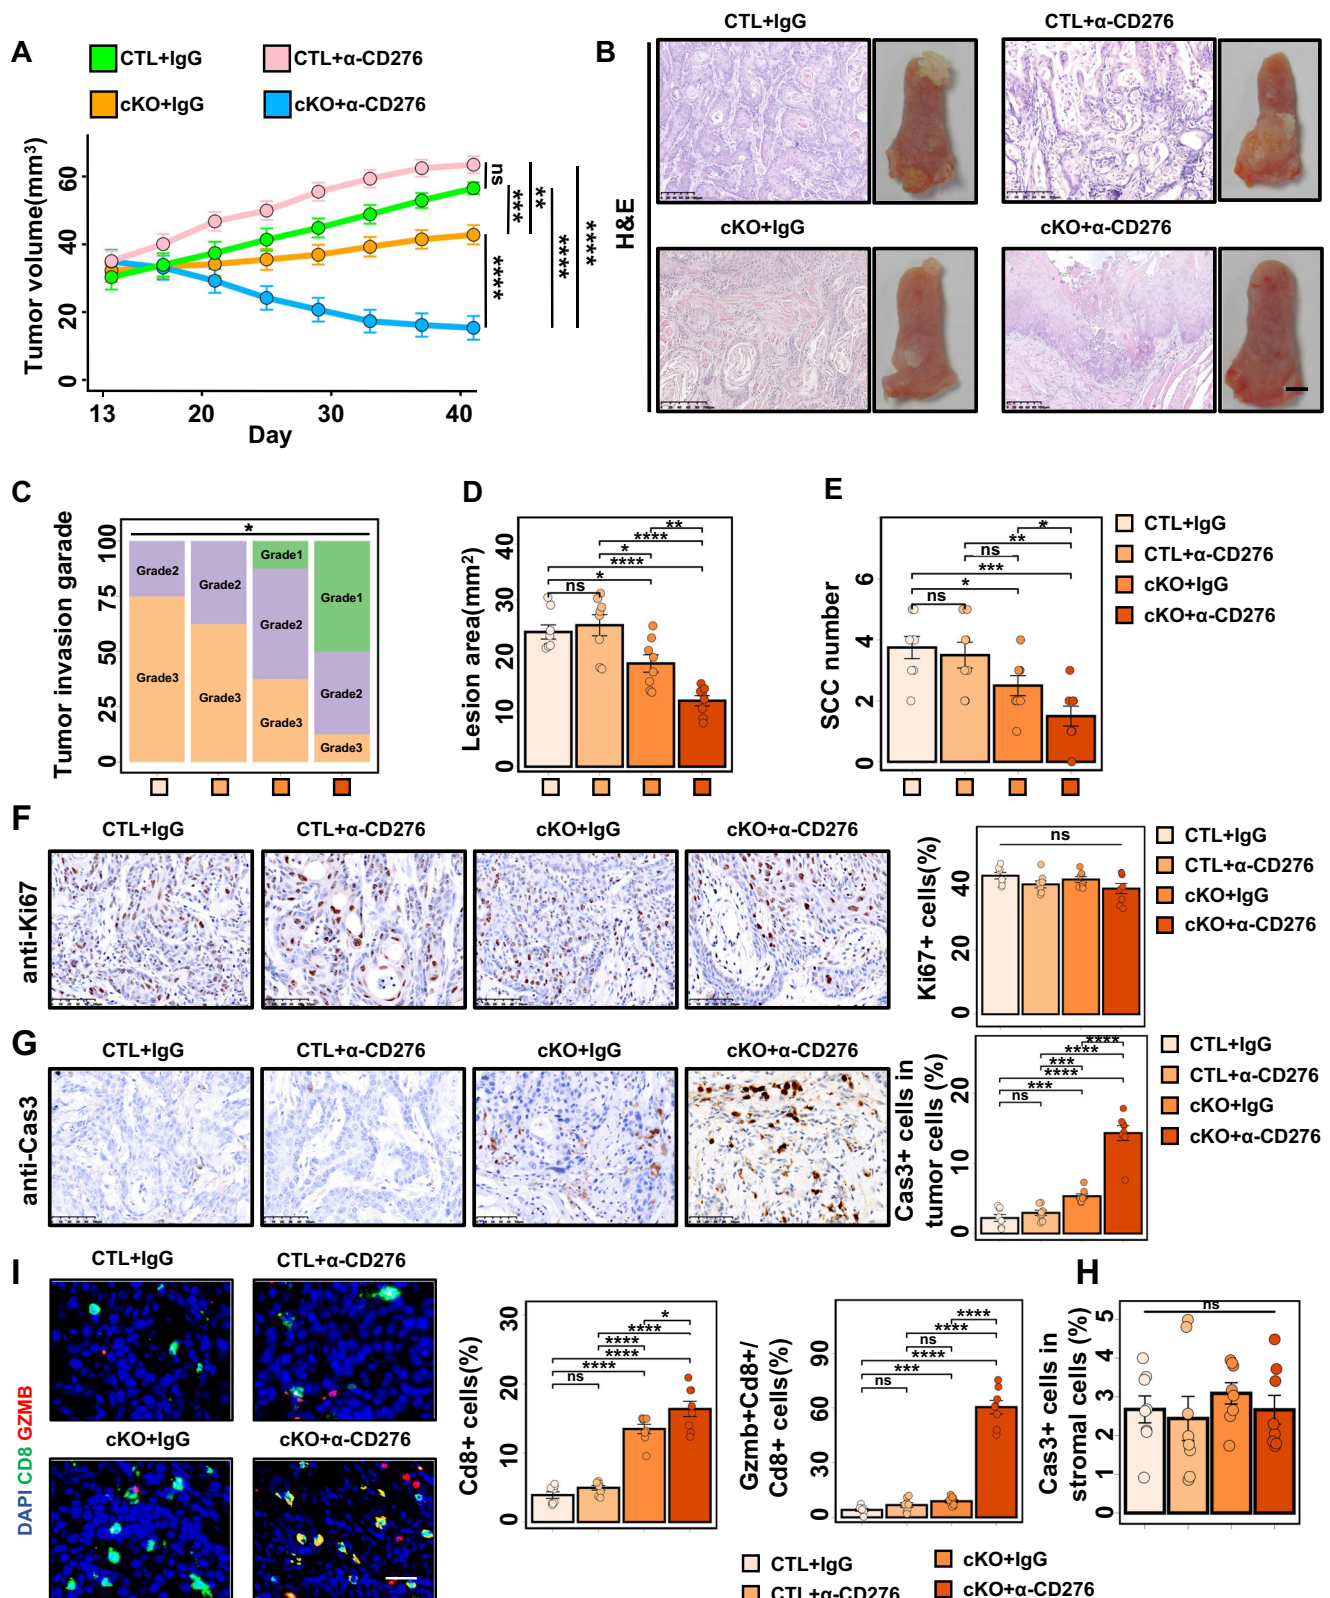 A
CTL+IgG
CTL+α-CD276
cKO+IgG
cKO+α-CD276
Tumor volume(mm³)
60
40
20
0
13
20
30
40
Day
ns
***
**
****
****
****
B
CTL+IgG
CTL+α-CD276
H&E
cKO+IgG
cKO+α-CD276
C
Tumor invasion garade
100
75
50
25
0
*
Grade2
Grade3
Grade2
Grade3
Grade1
Grade2
Grade3
Grade1
Grade2
Grade3
D
Lesion area(mm²)
40
30
20
10
0
**
****
*
****
*
ns
E
SCC number
6
4
2
0
*
**
ns
***
*
ns
CTL+IgG
CTL+α-CD276
cKO+IgG
cKO+α-CD276
F
CTL+IgG
CTL+α-CD276
cKO+IgG
cKO+α-CD276
anti-Ki67
Ki67+ cells(%)
40
20
0
ns
CTL+IgG
CTL+α-CD276
cKO+IgG
cKO+α-CD276
G
CTL+IgG
CTL+α-CD276
cKO+IgG
cKO+α-CD276
anti-Cas3
Cas3+ cells in
tumor cells (%)
20
10
0
****
****
***
****
***
ns
CTL+IgG
CTL+α-CD276
cKO+IgG
cKO+α-CD276
I
CTL+IgG
CTL+α-CD276
cKO+IgG
cKO+α-CD276
DAPI CD8 GZMB
Cd8+ cells(%)
30
20
10
0
*
****
****
****
****
ns
Gzmb+Cd8+/
Cd8+ cells(%)
90
60
30
0
****
****
ns
****
***
ns
CTL+IgG
CTL+α-CD276
cKO+IgG
cKO+α-CD276
H
Cas3+ cells in
stromal cells (%)
5
4
3
2
1
0
ns